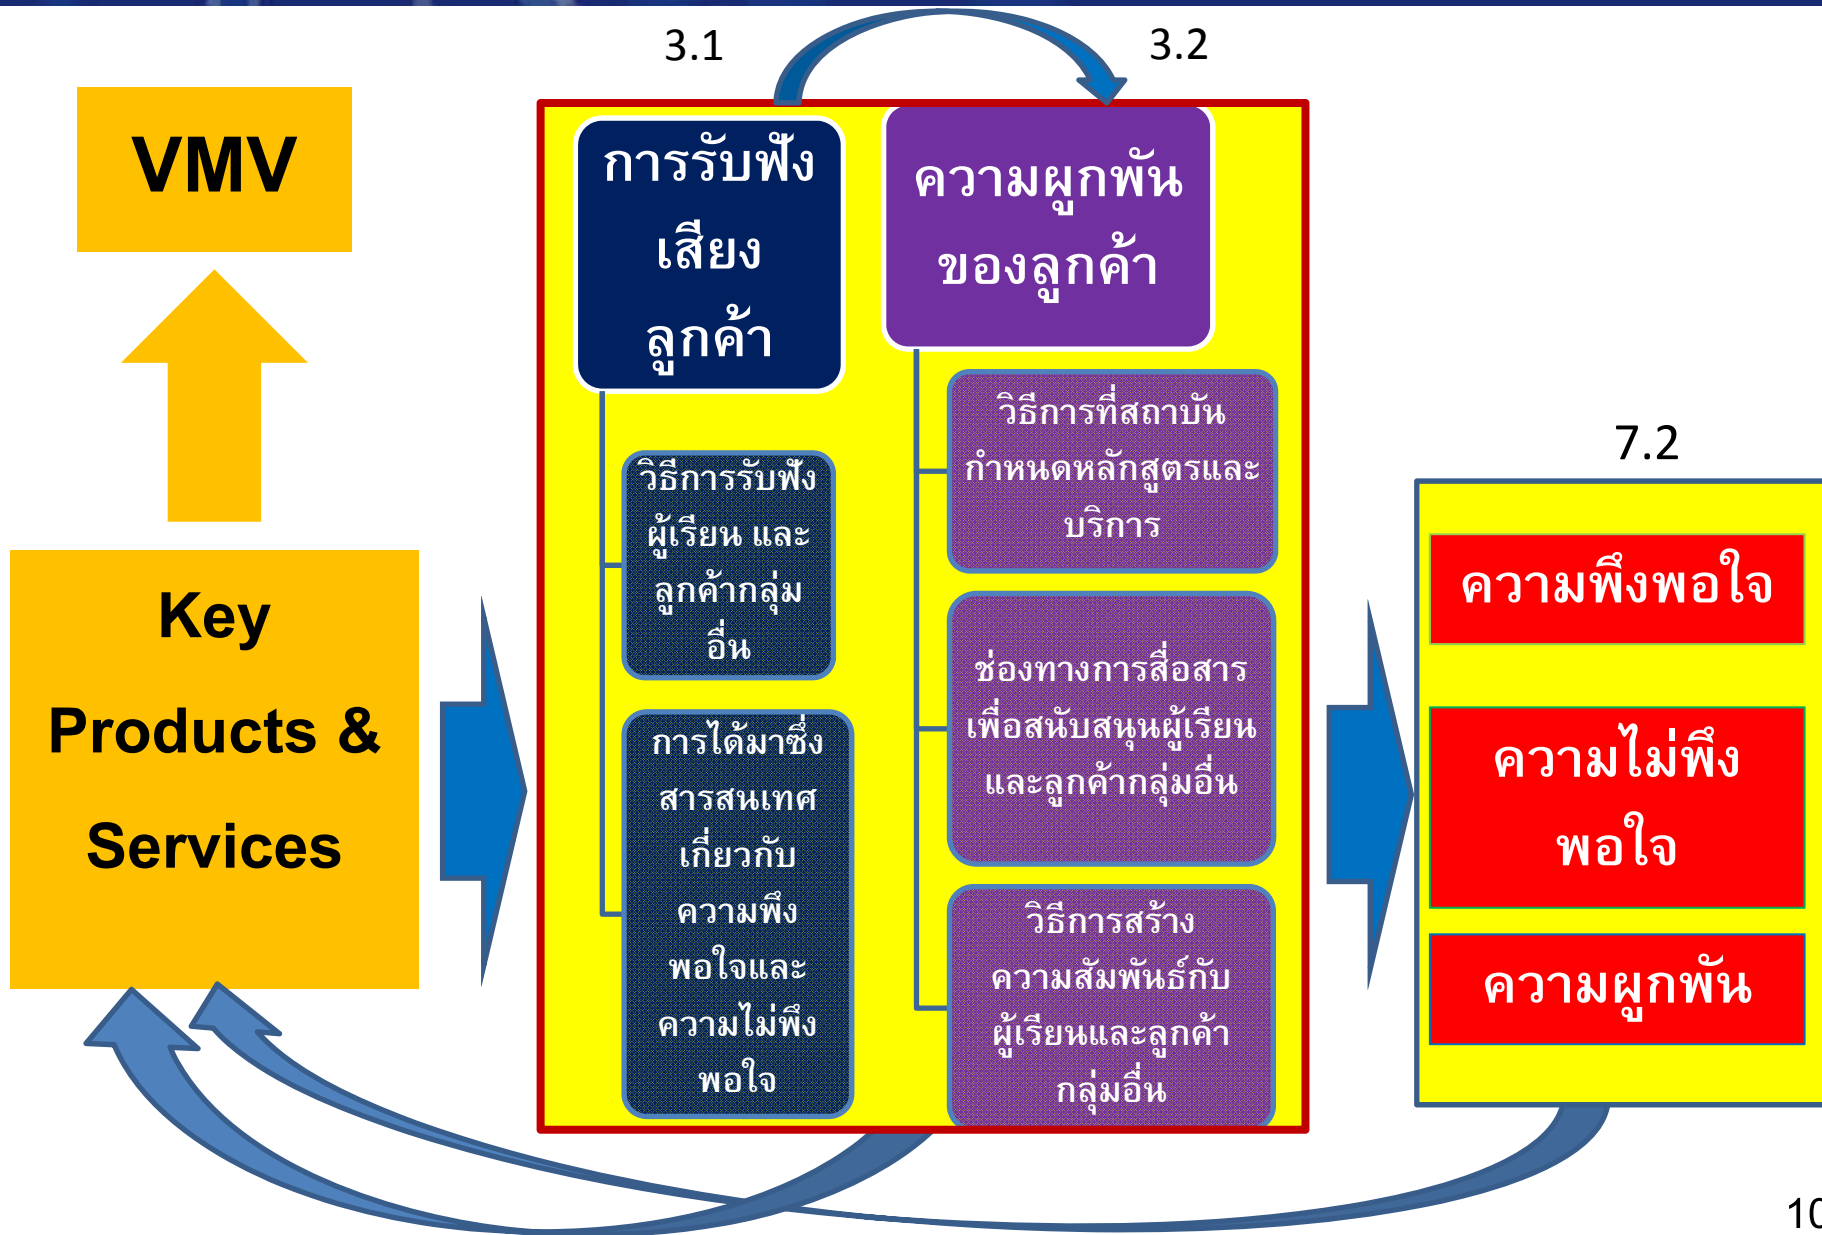 3.1
3.2
VMV
Key
Products &
Services
การรับฟัง
เสียง
ลูกค้า
วิธีการรับฟัง
ผู้เรียน และ
ลูกค้ากลุ่ม
อื่น
การได้มาซึ่ง
สารสนเทศ
เกี่ยวกับ
ความพึง
พอใจและ
ความไม่พึง
พอใจ
ความผูกพัน
ของลูกค้า
วิธีการที่สถาบัน
กำหนดหลักสูตรและ
บริการ
ช่องทางการสื่อสาร
เพื่อสนับสนุนผู้เรียน
และลูกค้ากลุ่มอื่น
วิธีการสร้าง
ความสัมพันธ์กับ
ผู้เรียนและลูกค้า
กลุ่มอื่น
7.2
ความพึงพอใจ
ความไม่พึง
พอใจ
ความผูกพัน
10